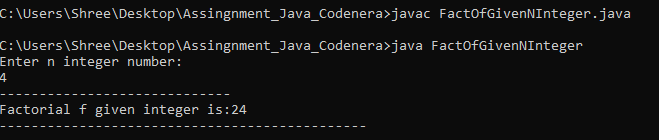 C:\Users\Shree\Desktop\Assingnment_Java_Codenera>javac FactOfGivenNInteger.java
C:\Users\Shree\Desktop\Assingnment_Java_Codenera>java FactOfGivenNInteger
Enter n integer number:
4
-----------------------------
Factorial f given integer is:24
----------------------------------------------